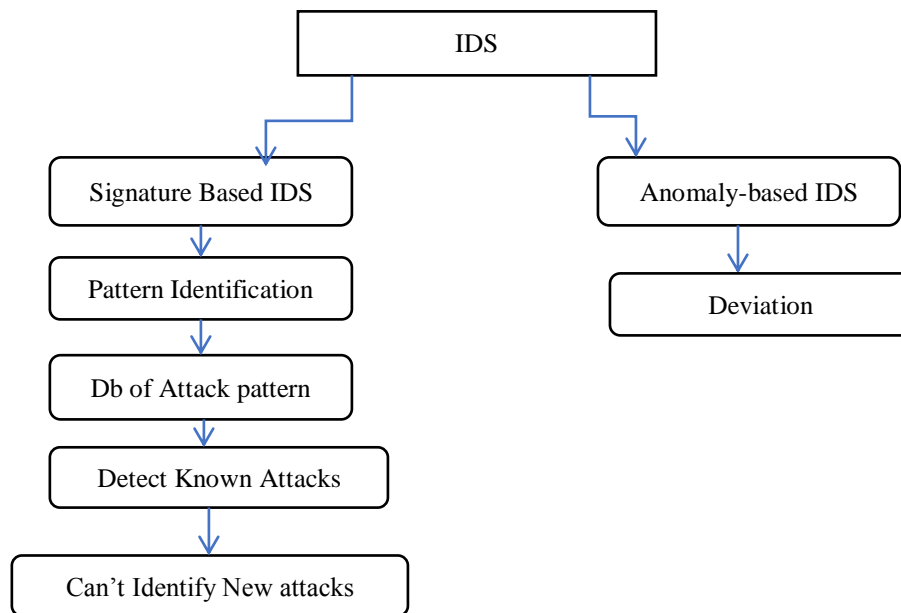 IDS
Signature Based IDS
Anomaly-based IDS
Pattern Identification
Deviation
Db of Attack pattern
Detect Known Attacks
Can’t Identify New attacks